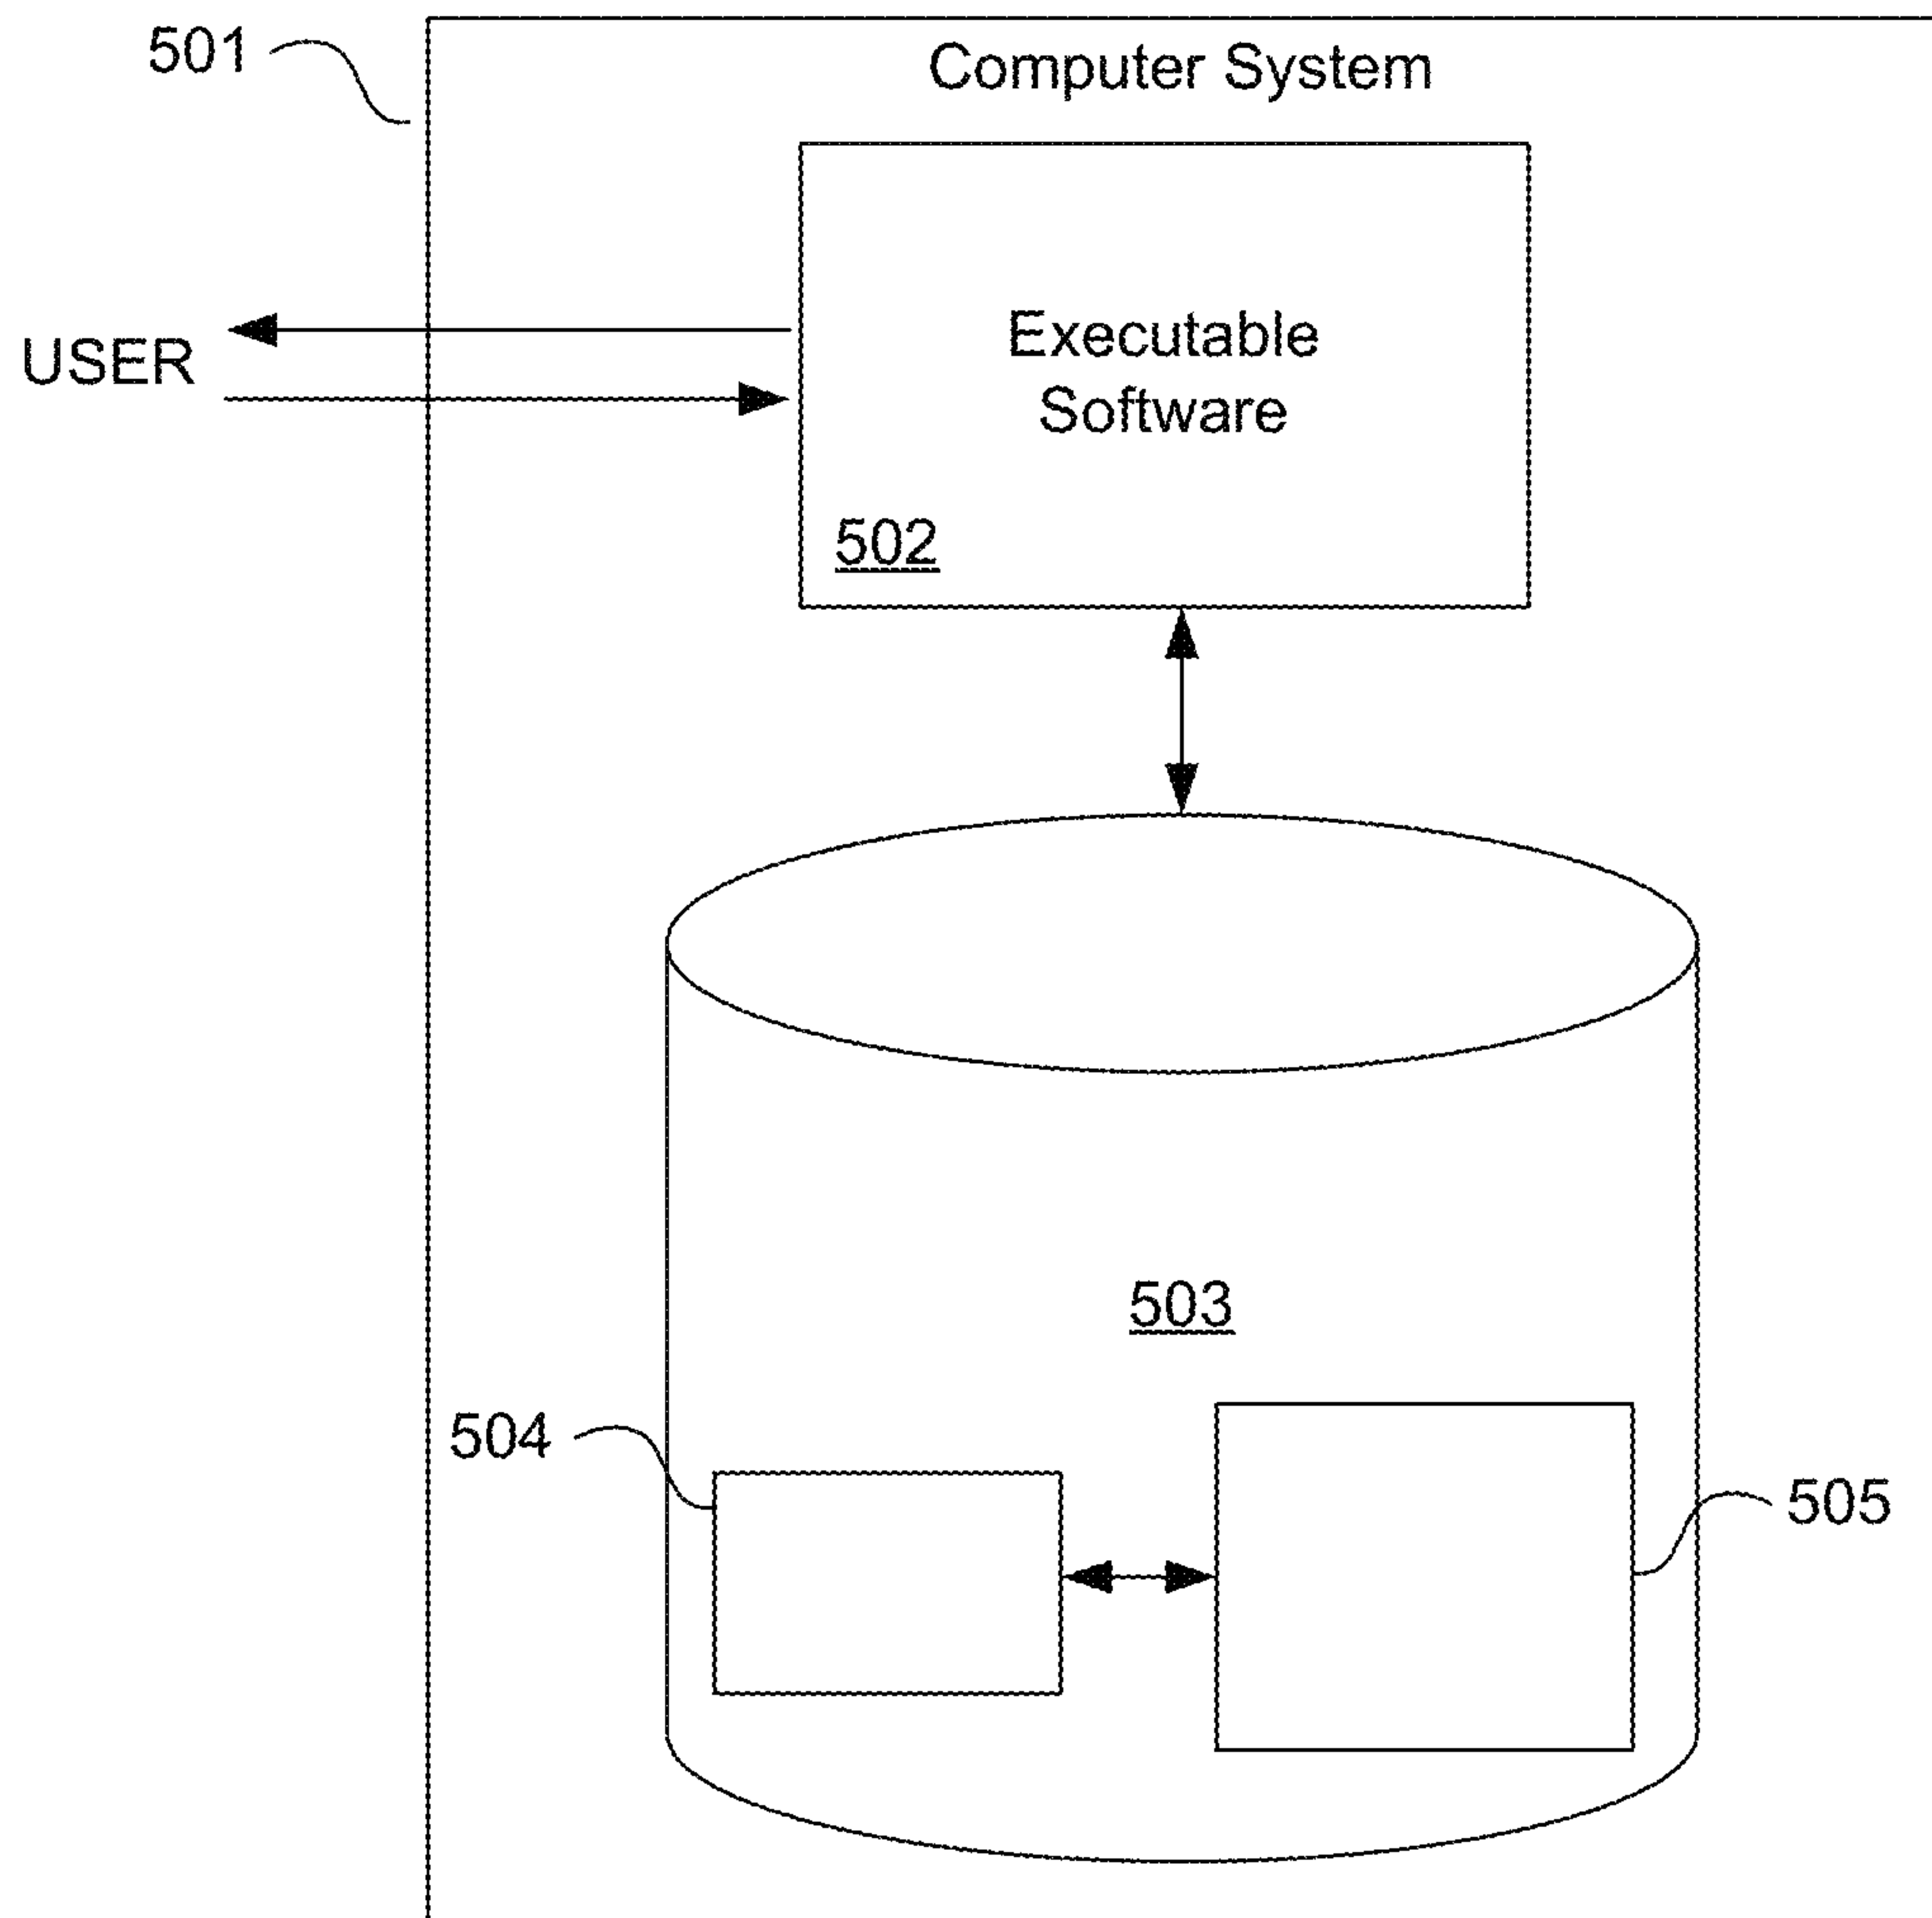 501
Computer System
USER
Executable
Software
502
503
504
505